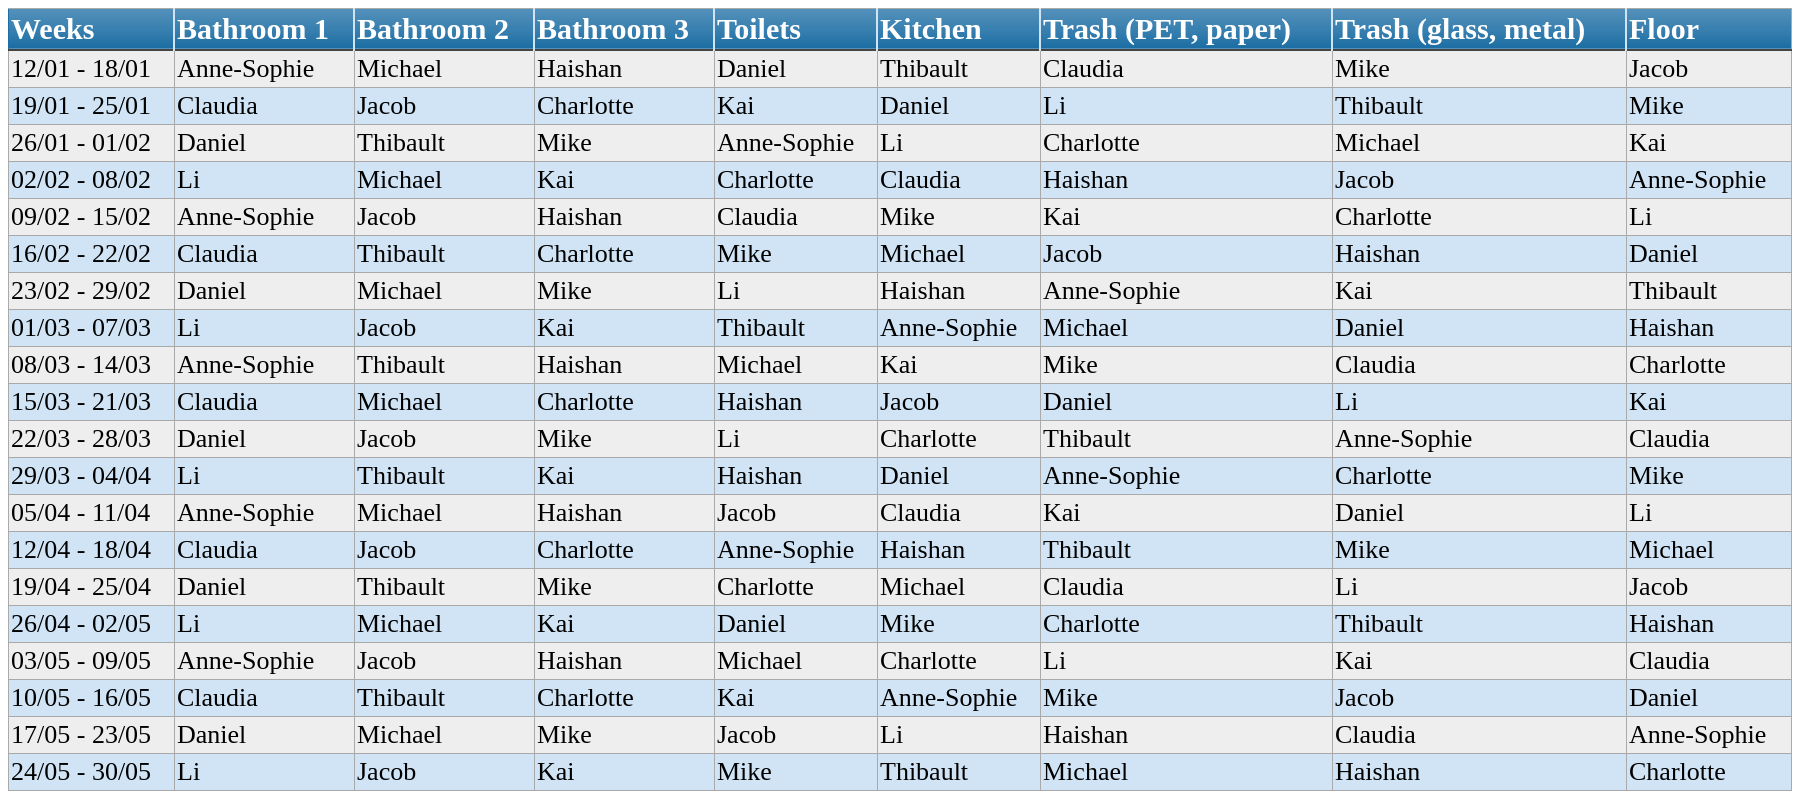 Weeks Bathroom 1 Bathroom 2 Bathroom 3 Toilets Kitchen Trash (PET, paper) Trash (glass, metal) Floor
12/01 - 18/01 Anne-Sophie Michael Haishan Daniel Thibault Claudia Mike Jacob
19/01 - 25/01 Claudia Jacob Charlotte Kai Daniel Li Thibault Mike
26/01 - 01/02 Daniel Thibault Mike Anne-Sophie Li Charlotte Michael Kai
02/02 - 08/02 Li Michael Kai Charlotte Claudia Haishan Jacob Anne-Sophie
09/02 - 15/02 Anne-Sophie Jacob Haishan Claudia Mike Kai Charlotte Li
16/02 - 22/02 Claudia Thibault Charlotte Mike Michael Jacob Haishan Daniel
23/02 - 29/02 Daniel Michael Mike Li Haishan Anne-Sophie Kai Thibault
01/03 - 07/03 Li Jacob Kai Thibault Anne-Sophie Michael Daniel Haishan
08/03 - 14/03 Anne-Sophie Thibault Haishan Michael Kai Mike Claudia Charlotte
15/03 - 21/03 Claudia Michael Charlotte Haishan Jacob Daniel Li Kai
22/03 - 28/03 Daniel Jacob Mike Li Charlotte Thibault Anne-Sophie Claudia
29/03 - 04/04 Li Thibault Kai Haishan Daniel Anne-Sophie Charlotte Mike
05/04 - 11/04 Anne-Sophie Michael Haishan Jacob Claudia Kai Daniel Li
12/04 - 18/04 Claudia Jacob Charlotte Anne-Sophie Haishan Thibault Mike Michael
19/04 - 25/04 Daniel Thibault Mike Charlotte Michael Claudia Li Jacob
26/04 - 02/05 Li Michael Kai Daniel Mike Charlotte Thibault Haishan
03/05 - 09/05 Anne-Sophie Jacob Haishan Michael Charlotte Li Kai Claudia
10/05 - 16/05 Claudia Thibault Charlotte Kai Anne-Sophie Mike Jacob Daniel
17/05 - 23/05 Daniel Michael Mike Jacob Li Haishan Claudia Anne-Sophie
24/05 - 30/05 Li Jacob Kai Mike Thibault Michael Haishan Charlotte